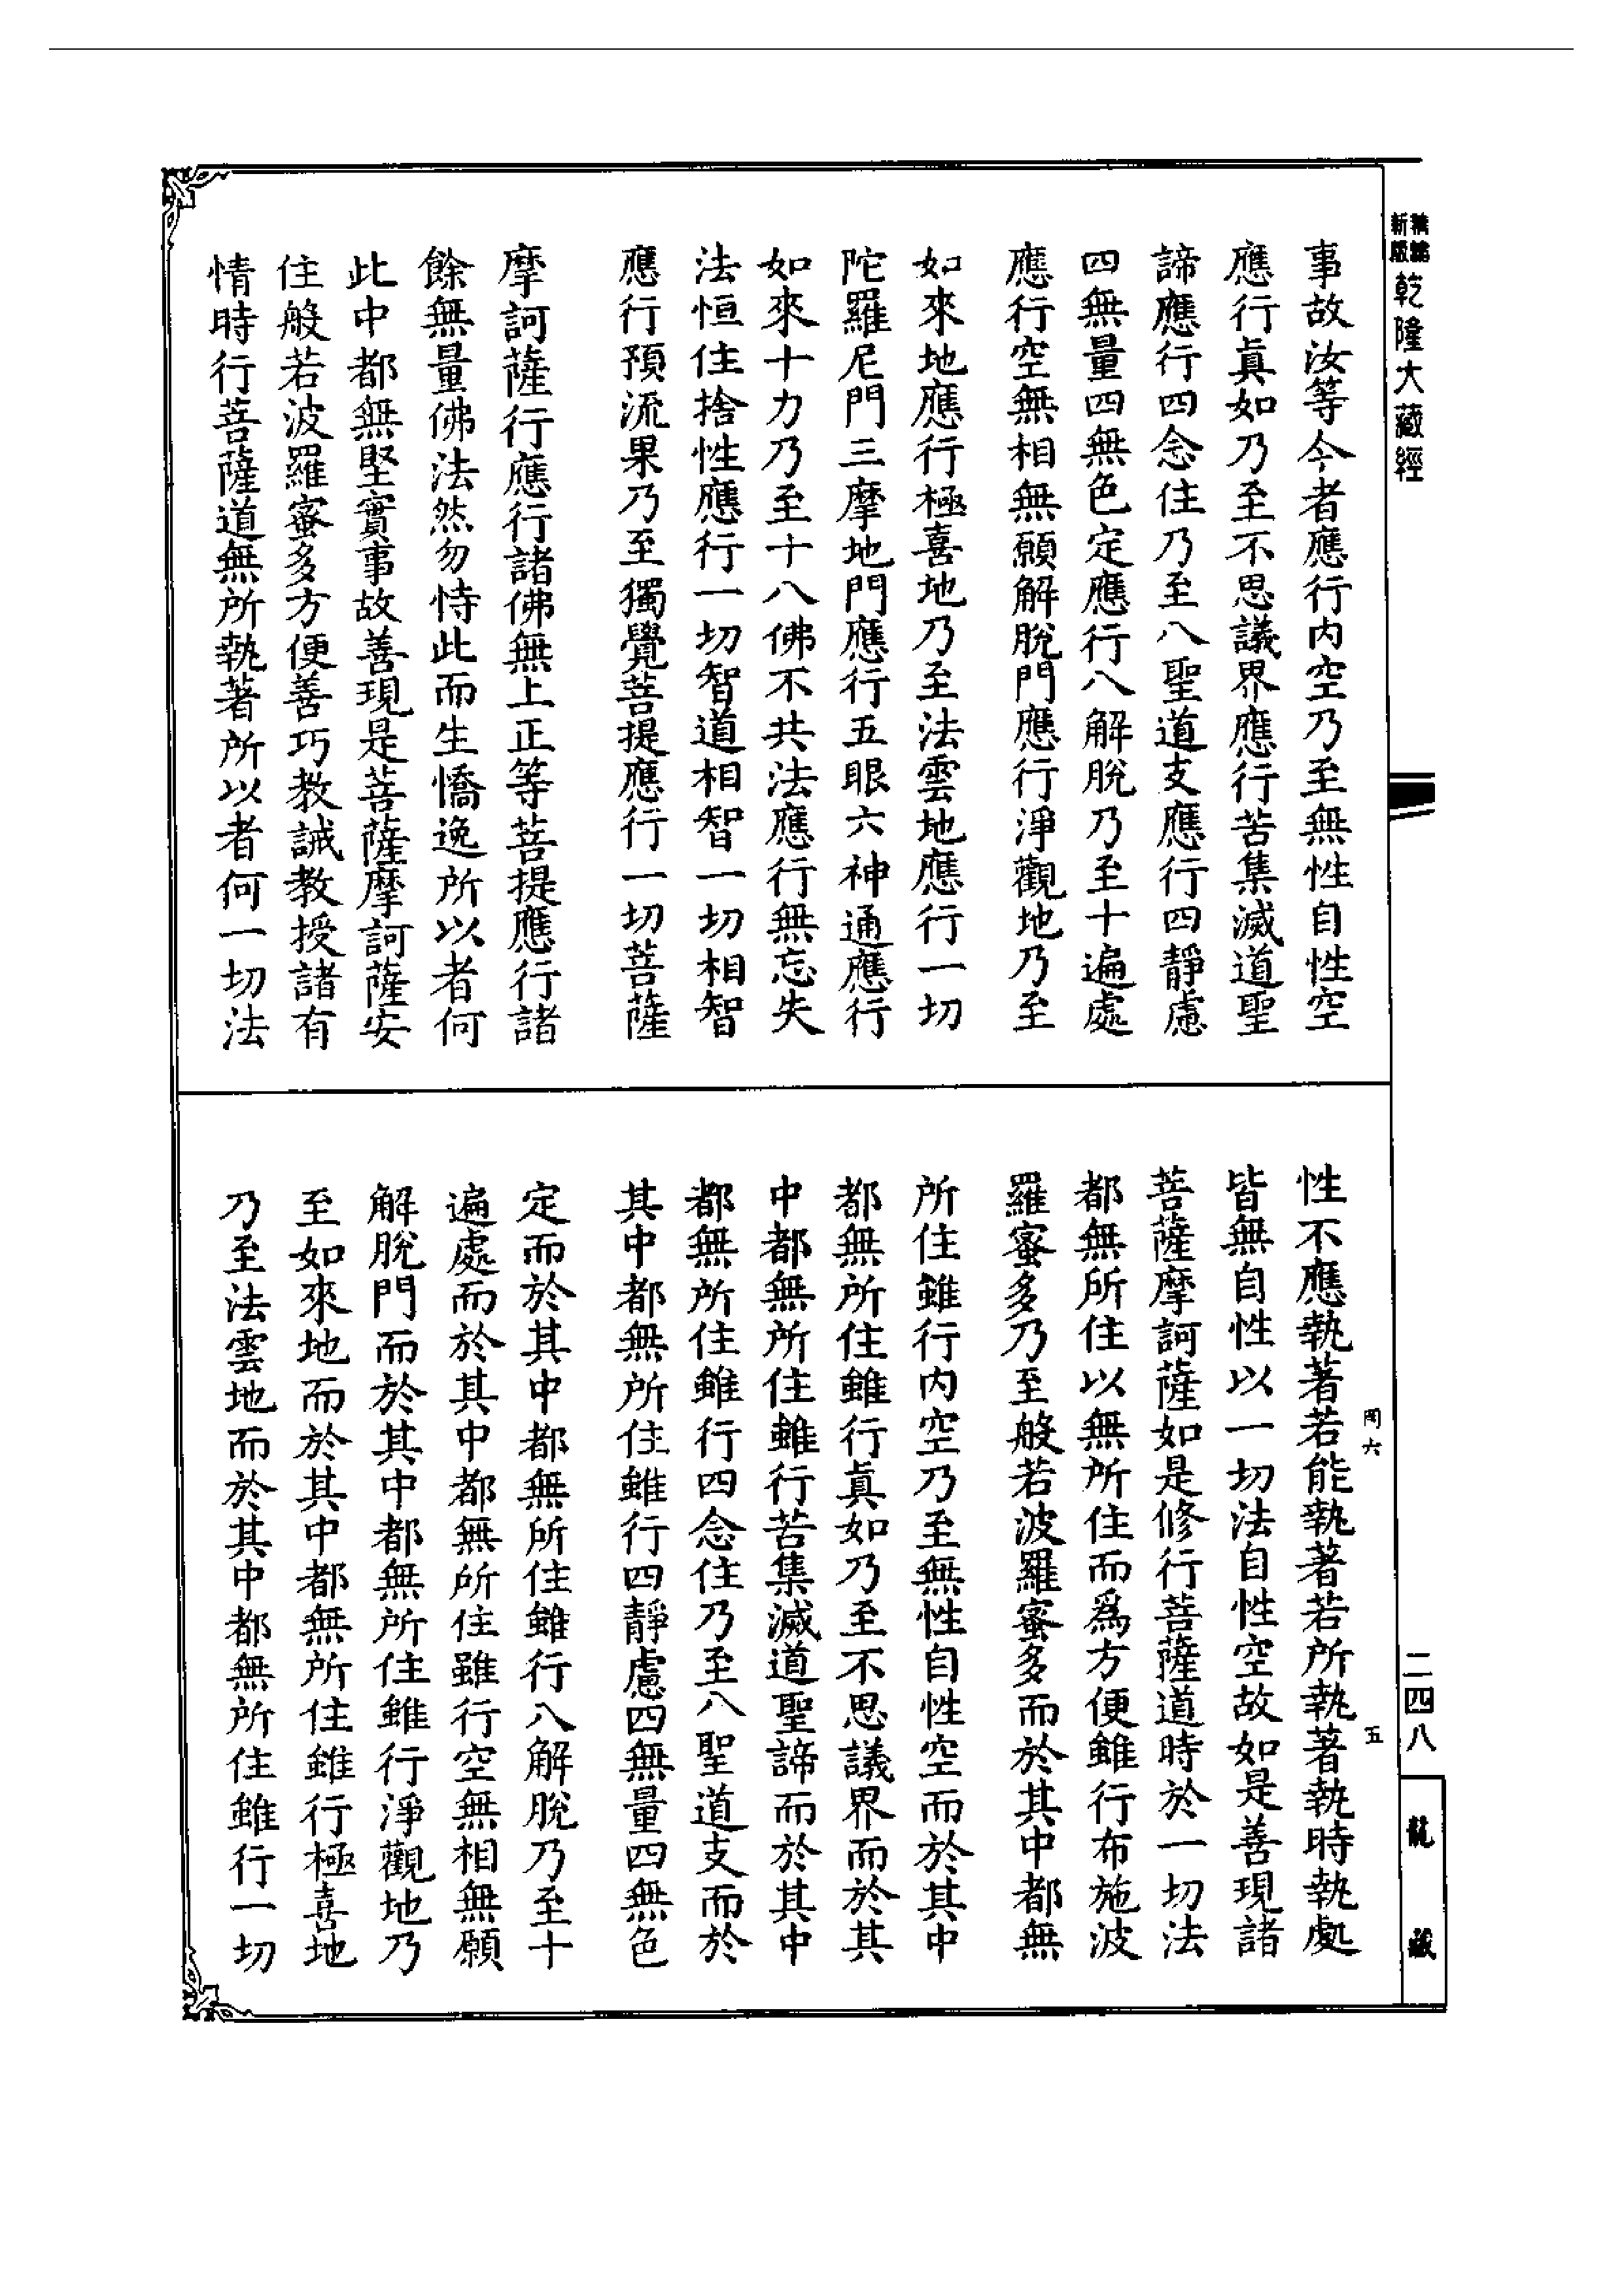 新版精編乾隆大藏經
事故汝等今者應行內空乃至無性自性空
應行眞如乃至不思議界應行苦集滅道聖
諦應行四念住乃至八聖道支應行四靜慮
四無量四無色定應行八解脫乃至十遍處
應行空無相無願解脫門應行淨觀地乃至
如來地應行極喜地乃至法雲地應行一切
陀羅尼門三摩地門應行五眼六神通應行
如來十力乃至十八佛不共法應行無忘失
法恒住捨性應行一切智道相智一切相智
應行預流果乃至獨覺菩提應行一切菩薩
摩訶薩行應行諸佛無上正等菩提應行諸
餘無量佛法然勿恃此而生憍逸所以者何
此中都無堅實事故善現是菩薩摩訶薩安
住般若波羅蜜多方便善巧教誡教授諸有
情時行菩薩道無所執著所以者何一切法
性不應執著若能執著若所執著執時執處
皆無自性以一切法自性空故如是善現諸
菩薩摩訶薩如是修行菩薩道時於一切法
都無所住以無所住而爲方便雖行布施波
羅蜜多乃至般若波羅蜜多而於其中都無
所住雖行內空乃至無性自性空而於其中
都無所住雖行眞如乃至不思議界而於其
中都無所住雖行苦集滅道聖諦而於其中
都無所住雖行四念住乃至八聖道支而於
其中都無所住雖行四靜慮四無量四無色
定而於其中都無所住雖行八解脫乃至十
遍處而於其中都無所住雖行空無相無願
解脫門而於其中都無所住雖行淨觀地乃
至如來地而於其中都無所住雖行極喜地
乃至法雲地而於其中都無所住雖行一切
六
五
二四八
龍藏